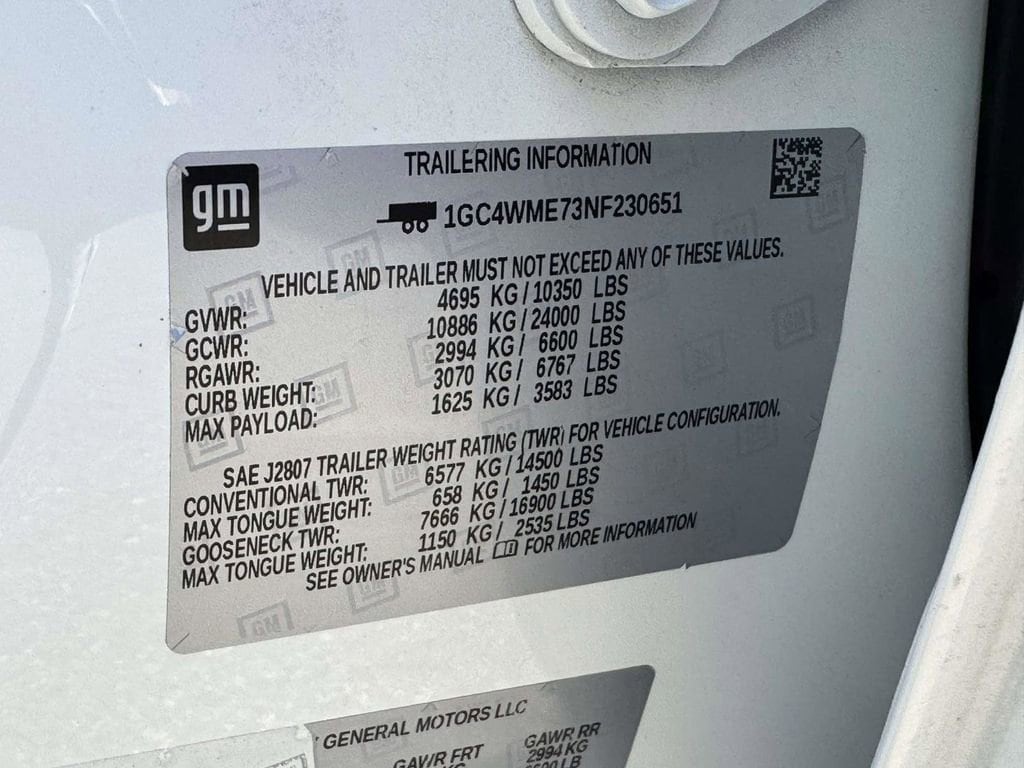 gm
TRAILERING INFORMATION
1GC4WME73NF230651
VEHICLE AND TRAILER MUST NOT EXCEED ANY OF THESE VALUES.
GVWR: 4695 KG/10350 LBS
GCWR: 10886 KG/24000 LBS
RGAWR: 2994 KG/ 6600 LBS
CURB WEIGHT: 3070 KG/ 6767 LBS
MAX PAYLOAD: 1625 KG/ 3583 LBS
SAE J2807 TRAILER WEIGHT RATING (TWR) FOR VEHICLE CONFIGURATION.
CONVENTIONAL TWR: 6577 KG/14500 LBS
MAX TONGUE WEIGHT: 658 KG/ 1450 LBS
GOOSENECK TWR: 7666 KG/16900 LBS
MAX TONGUE WEIGHT: 1150 KG/ 2535 LBS
SEE OWNER'S MANUAL FOR MORE INFORMATION
GENERAL MOTORS LLC
GAWR FRT GAWR RR
KG 2994 KG